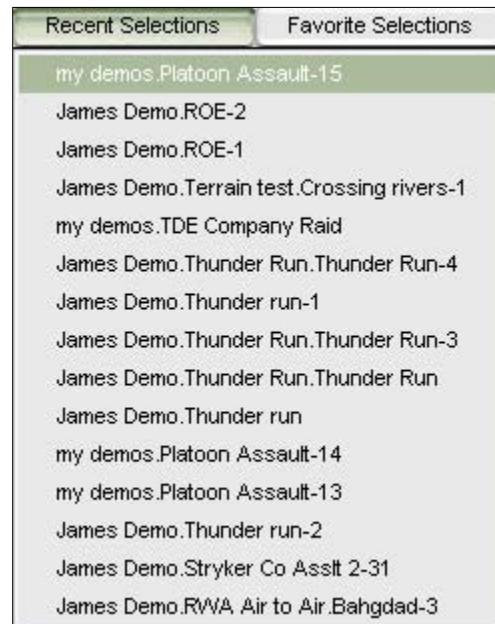 Recent Selections Favorite Selections
my demos.Platoon Assault-15
James Demo.ROE-2
James Demo.ROE-1
James Demo.Terrain test.Crossing rivers-1
my demos.TDE Company Raid
James Demo.Thunder Run.Thunder Run-4
James Demo.Thunder run-1
James Demo.Thunder Run.Thunder Run-3
James Demo.Thunder Run.Thunder Run
James Demo.Thunder run
my demos.Platoon Assault-14
my demos.Platoon Assault-13
James Demo.Thunder run-2
James Demo.Stryker Co Asslt 2-31
James Demo.RWA Air to Air.Bahgdad-3